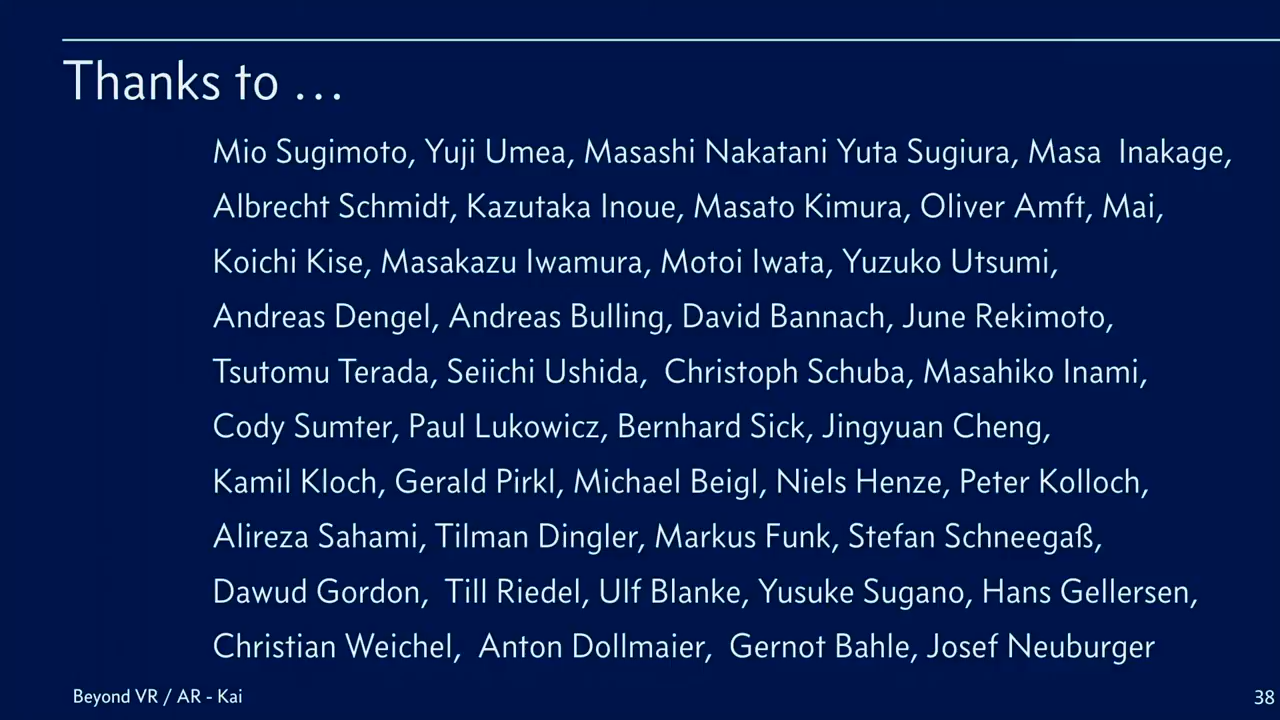 Thanks to ...
Mio Sugimoto, Yuji Umea, Masashi Nakatani Yuta Sugiura, Masa Inakage,
Albrecht Schmidt, Kazutaka Inoue, Masato Kimura, Oliver Amft, Mai,
Koichi Kise, Masakazu Iwamura, Motoi Iwata, Yuzuko Utsumi,
Andreas Dengel, Andreas Bulling, David Bannach, June Rekimoto,
Tsutomu Terada, Seiichi Ushida, Christoph Schuba, Masahiko Inami,
Cody Sumter, Paul Lukowicz, Bernhard Sick, Jingyuan Cheng,
Kamil Kloch, Gerald Pirkl, Michael Beigl, Niels Henze, Peter Kolloch,
Alireza Sahami, Tilman Dingler, Markus Funk, Stefan Schneegaß,
Dawud Gordon, Till Riedel, Ulf Blanke, Yusuke Sugano, Hans Gellersen,
Christian Weichel, Anton Dollmaier, Gernot Bahle, Josef Neuburger
Beyond VR / AR - Kai
38